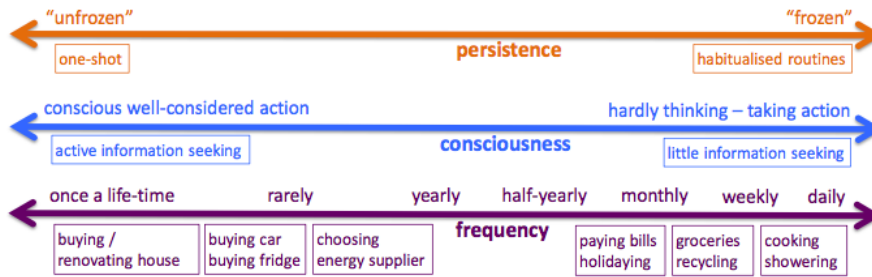 “unfrozen” “frozen”
persistence
one-shot habitualised routines
conscious well-considered action hardly thinking – taking action
consciousness
active information seeking little information seeking
once a life-time rarely yearly half-yearly monthly weekly daily
frequency
buying / buying car choosing paying bills groceries cooking
renovating house buying fridge energy supplier holidaying recycling showering